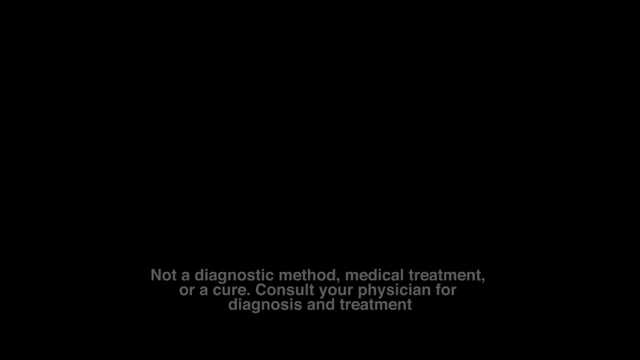 Not a diagnostic method, medical treatment,
or a cure. Consult your physician for
diagnosis and treatment